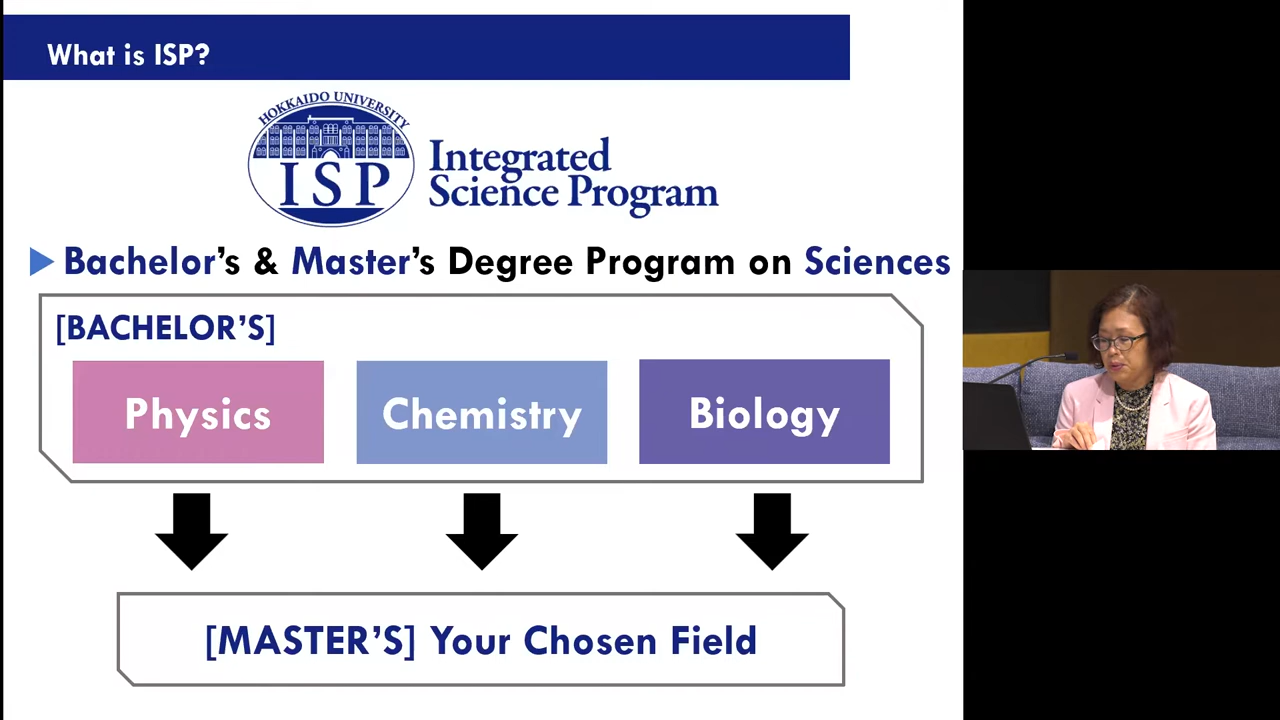 What is ISP?
HOKKAIDO UNIVERSITY
ISP
Integrated
Science Program
Bachelor's & Master's Degree Program on Sciences
[BACHELOR'S]
Physics
Chemistry
Biology
[MASTER'S] Your Chosen Field